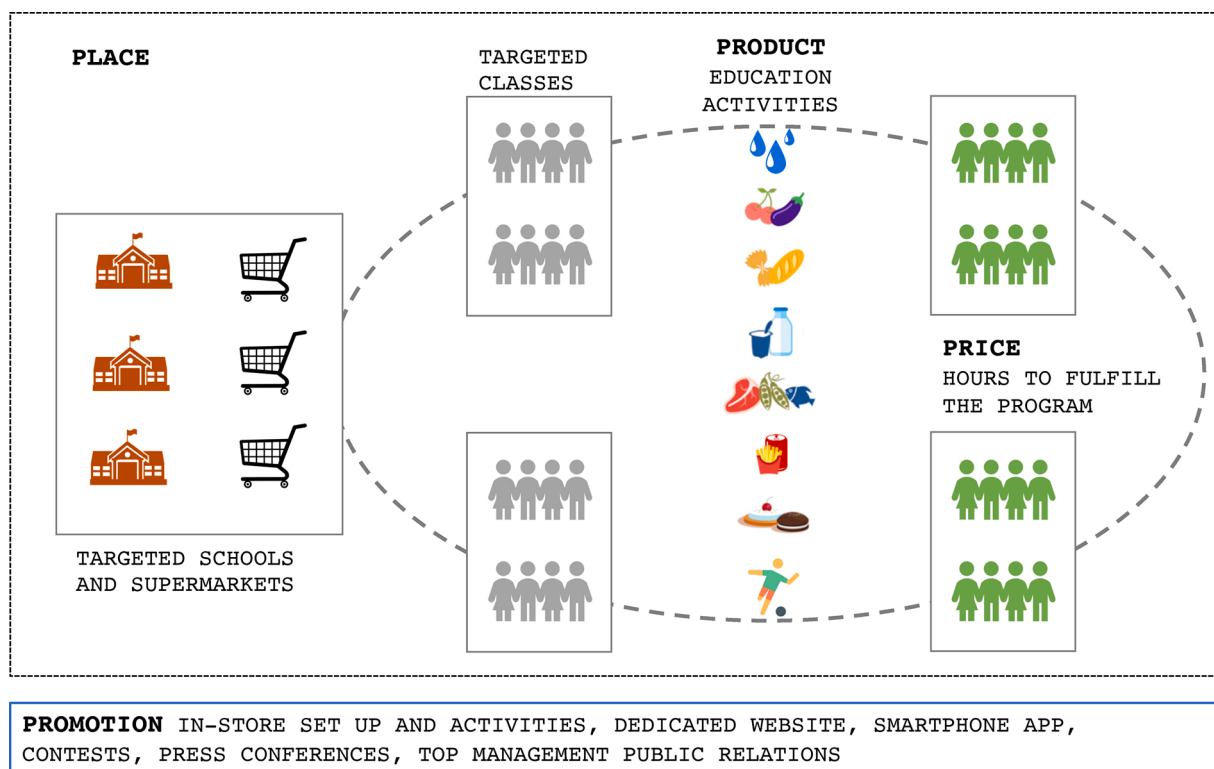 PLACE
TARGETED SCHOOLS
AND SUPERMARKETS
TARGETED
CLASSES
PRODUCT
EDUCATION
ACTIVITIES
PRICE
HOURS TO FULFILL
THE PROGRAM
PROMOTION IN-STORE SET UP AND ACTIVITIES, DEDICATED WEBSITE, SMARTPHONE APP,
CONTESTS, PRESS CONFERENCES, TOP MANAGEMENT PUBLIC RELATIONS